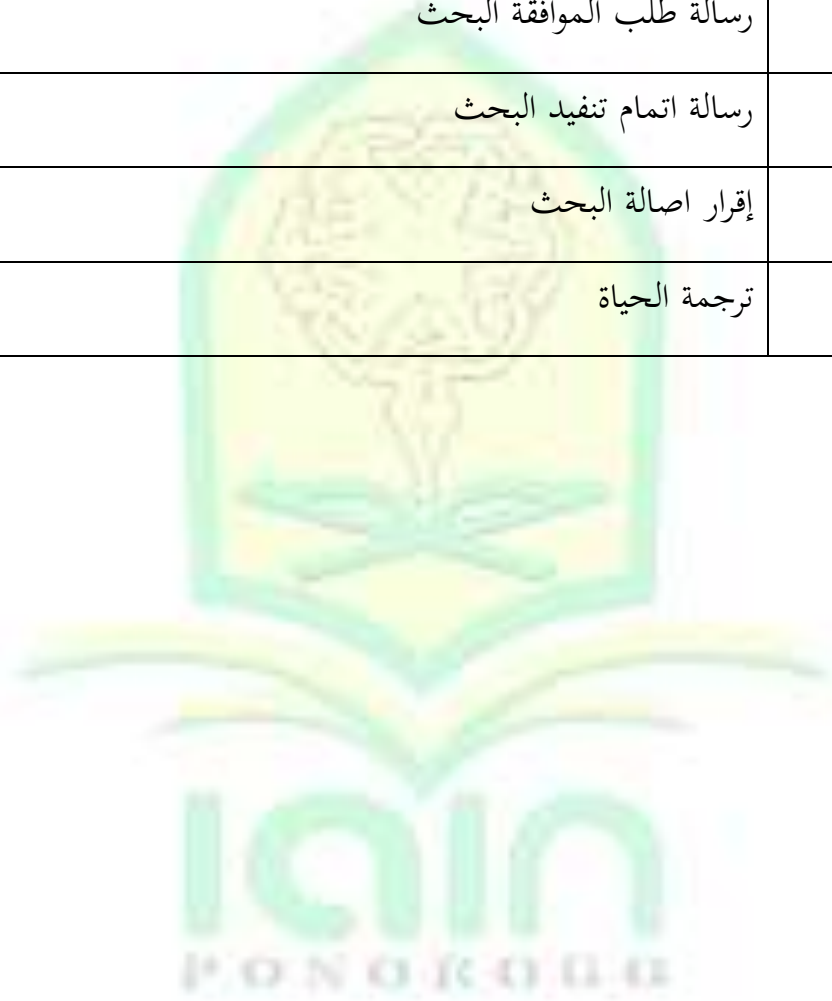 رسالة طلب الموافقة البحث
رسالة اتمام تنفيد البحث
إقرار اصالة البحث
ترجمة الحياة
iain
PONOROGO